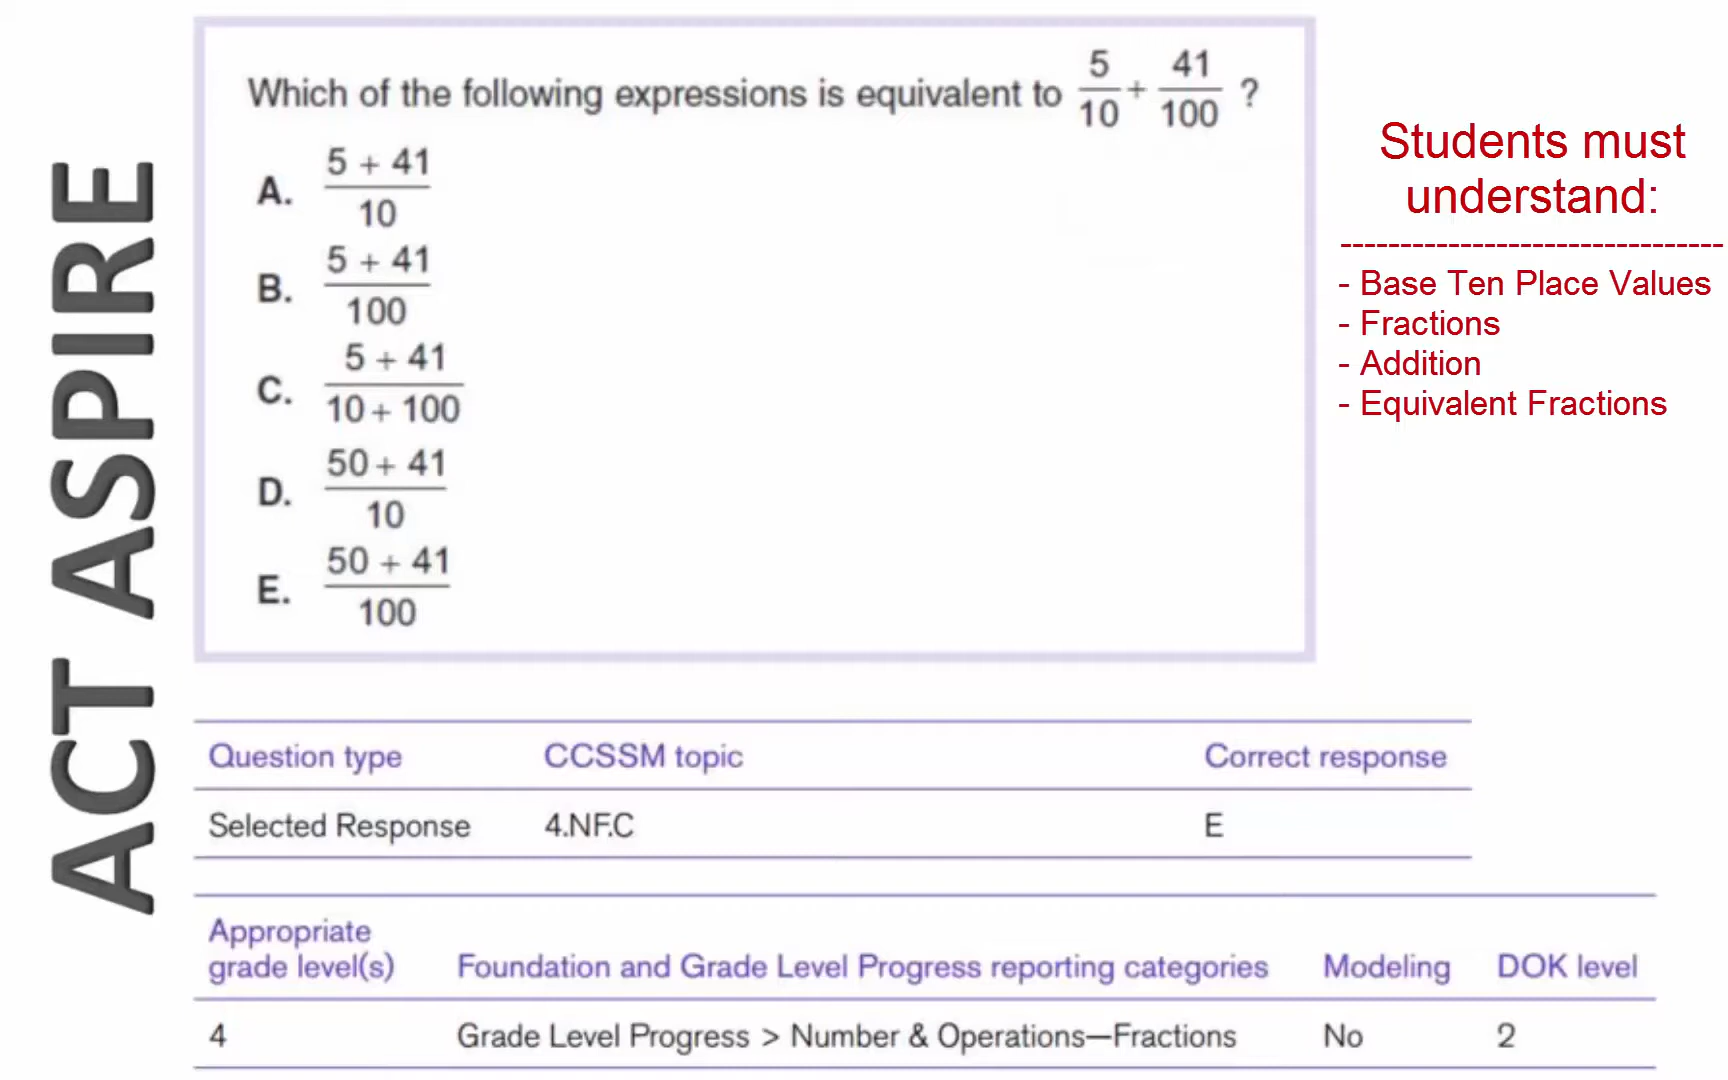 ACT ASPIRE
Which of the following expressions is equivalent to 5/10 + 41/100 ?
A. (5 + 41)/10
B. (5 + 41)/100
C. (5 + 41)/(10 + 100)
D. (50 + 41)/10
E. (50 + 41)/100
Students must
understand:
--------------------------------
- Base Ten Place Values
- Fractions
- Addition
- Equivalent Fractions
Question type CCSSM topic Correct response
Selected Response 4.NF.C E
Appropriate
grade level(s) Foundation and Grade Level Progress reporting categories Modeling DOK level
4 Grade Level Progress > Number & Operations—Fractions No 2